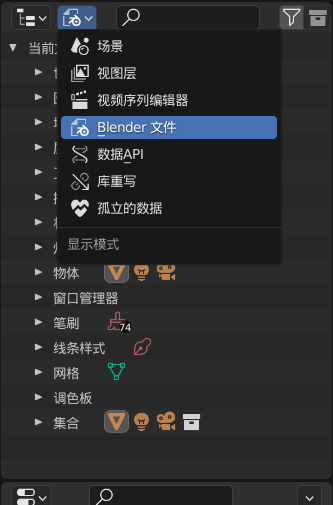 当前
场景
视图层
视频序列编辑器
Blender 文件
数据API
库重写
孤立的数据
显示模式
物体
窗口管理器
笔刷 74
线条样式
网格
调色板
集合